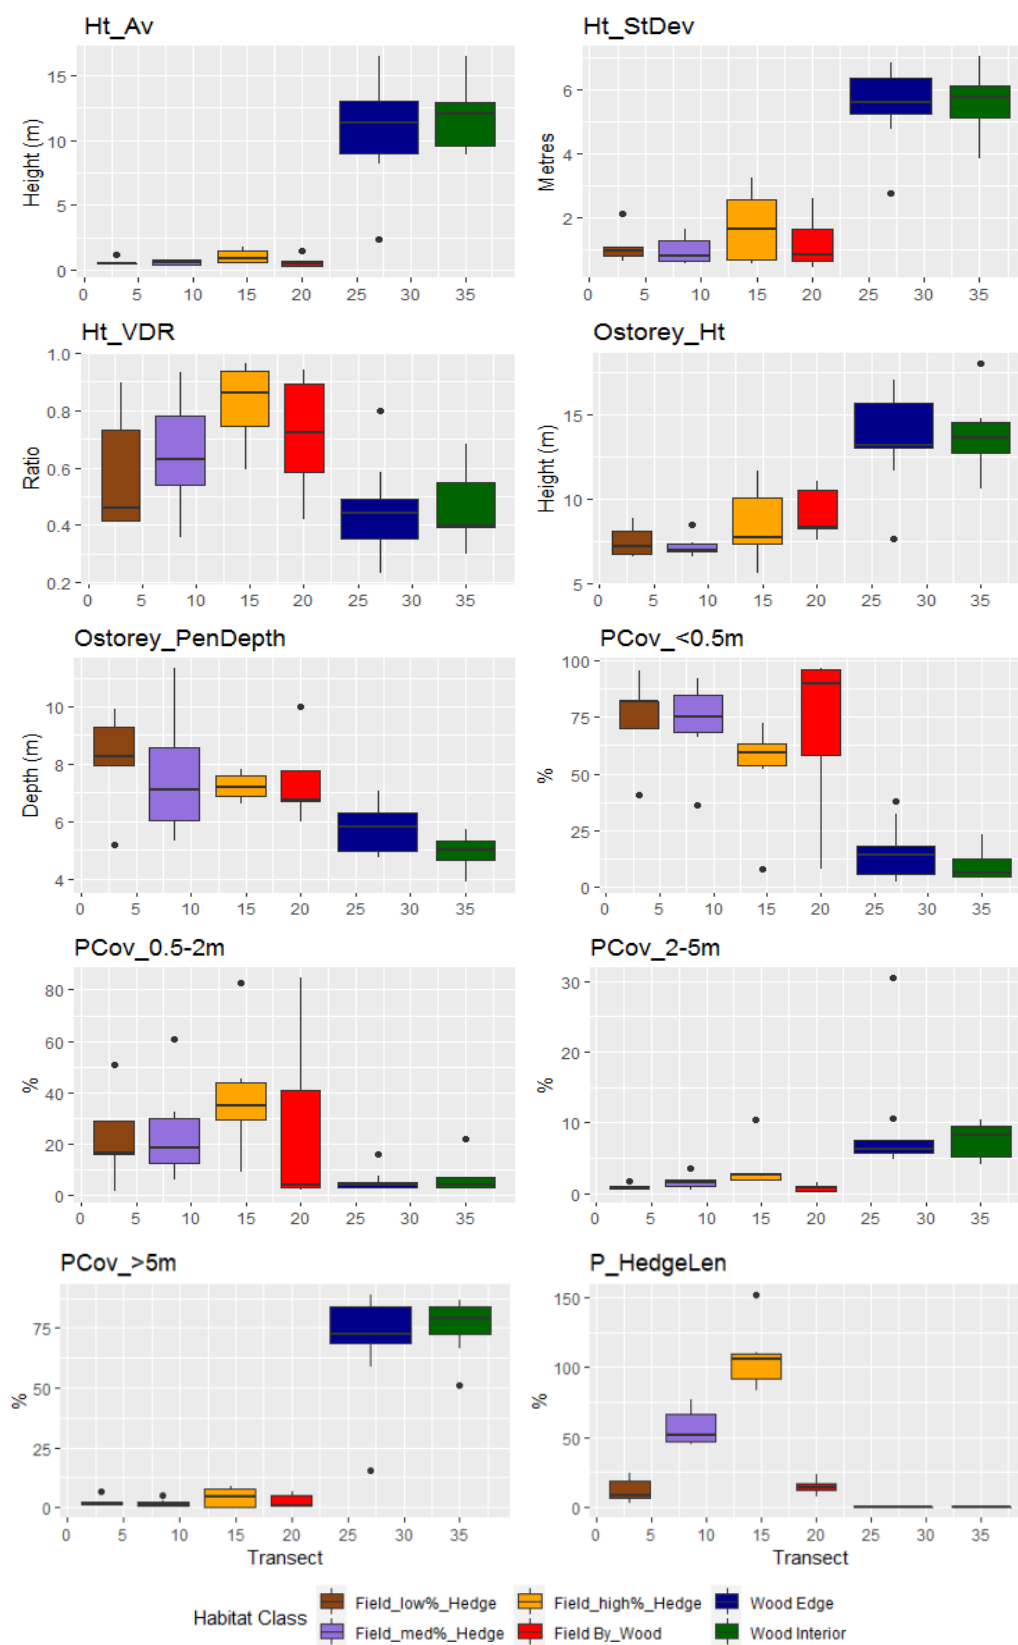 Ht_Av
Height (m)
15
10
5
0
0 5 10 15 20 25 30 35
Ht_StDev
Metres
6
4
2
0 5 10 15 20 25 30 35
Ht_VDR
Ratio
1.0
0.8
0.6
0.4
0.2
0 5 10 15 20 25 30 35
Ostorey_Ht
Height (m)
15
10
5
0 5 10 15 20 25 30 35
Ostorey_PenDepth
Depth (m)
10
8
6
4
0 5 10 15 20 25 30 35
PCov_<0.5m
%
100
75
50
25
0
0 5 10 15 20 25 30 35
PCov_0.5-2m
%
80
60
40
20
0
0 5 10 15 20 25 30 35
PCov_2-5m
%
30
20
10
0
0 5 10 15 20 25 30 35
PCov_>5m
%
75
50
25
0
0 5 10 15 20 25 30 35
Transect
P_HedgeLen
%
150
100
50
0
0 5 10 15 20 25 30 35
Transect
Habitat Class
Field_low%_Hedge
Field_med%_Hedge
Field_high%_Hedge
Field By_Wood
Wood Edge
Wood Interior